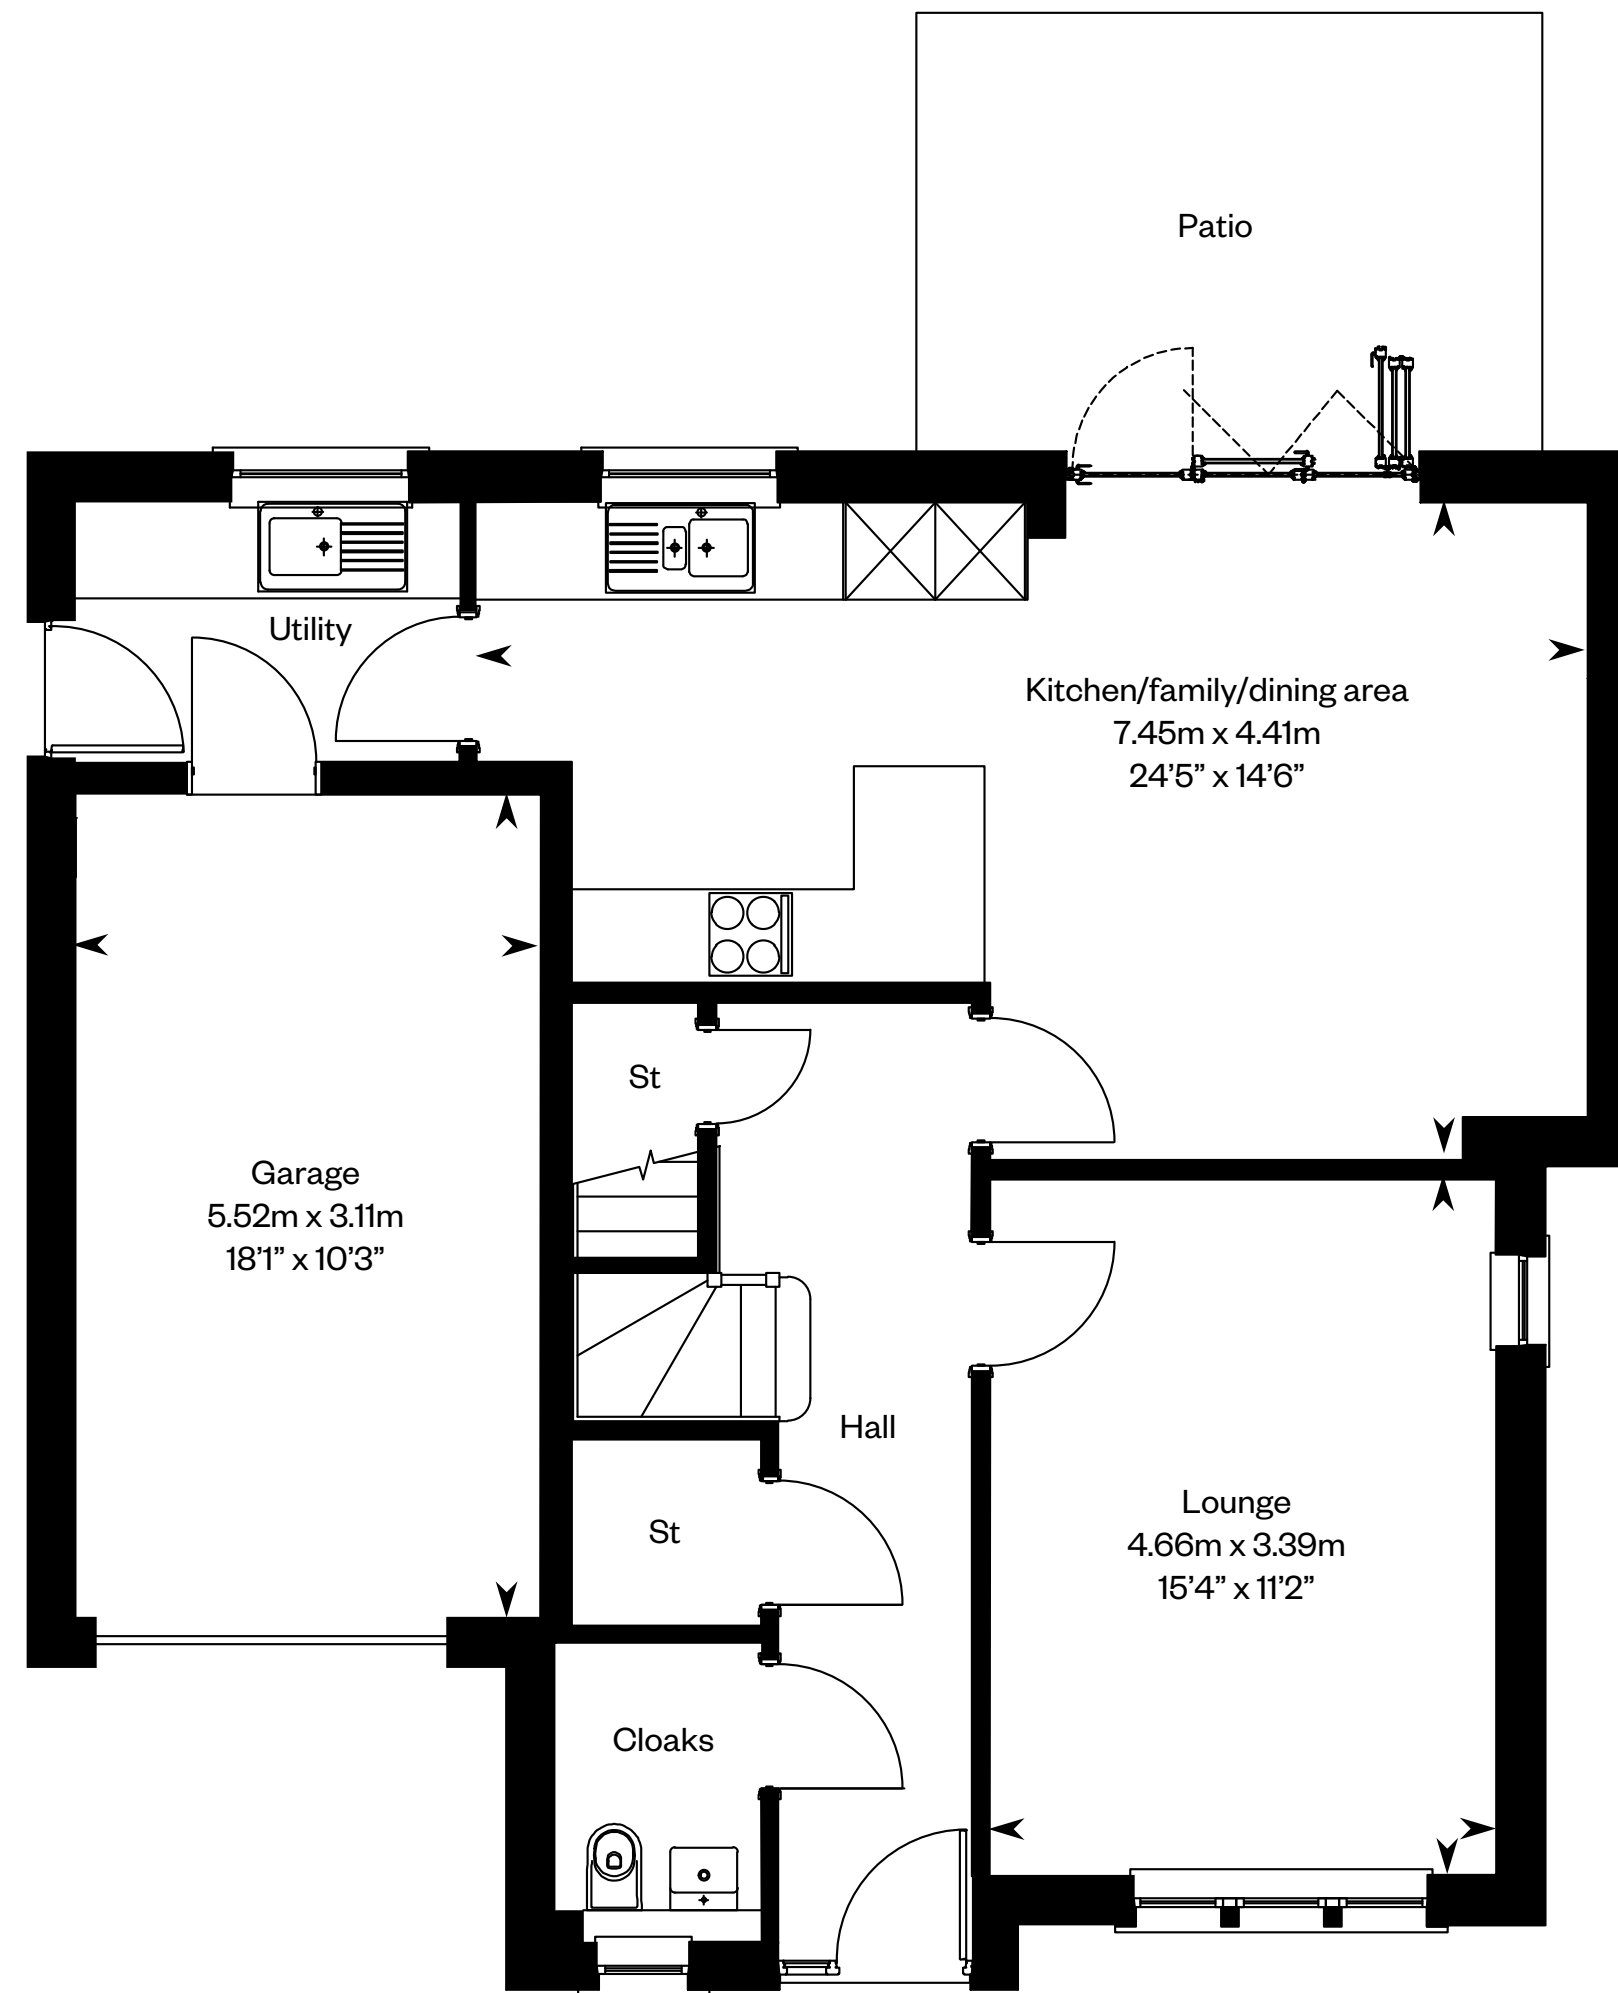 Patio
Utility
Kitchen/family/dining area
7.45m x 4.41m
24’5” x 14’6”
St
Garage
5.52m x 3.11m
18’1” x 10’3”
Hall
Lounge
4.66m x 3.39m
15’4” x 11’2”
St
Cloaks